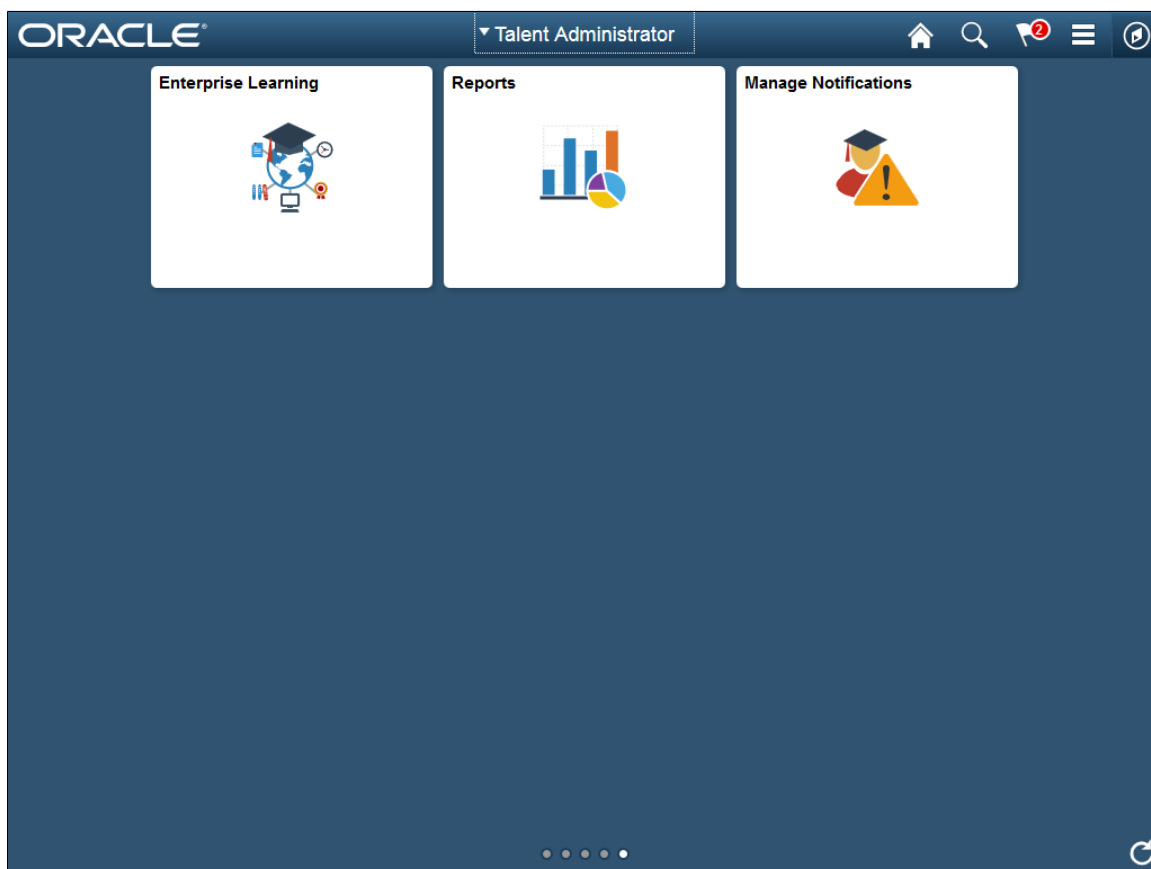 ORACLE®
Talent Administrator
2
Enterprise Learning
Reports
Manage Notifications